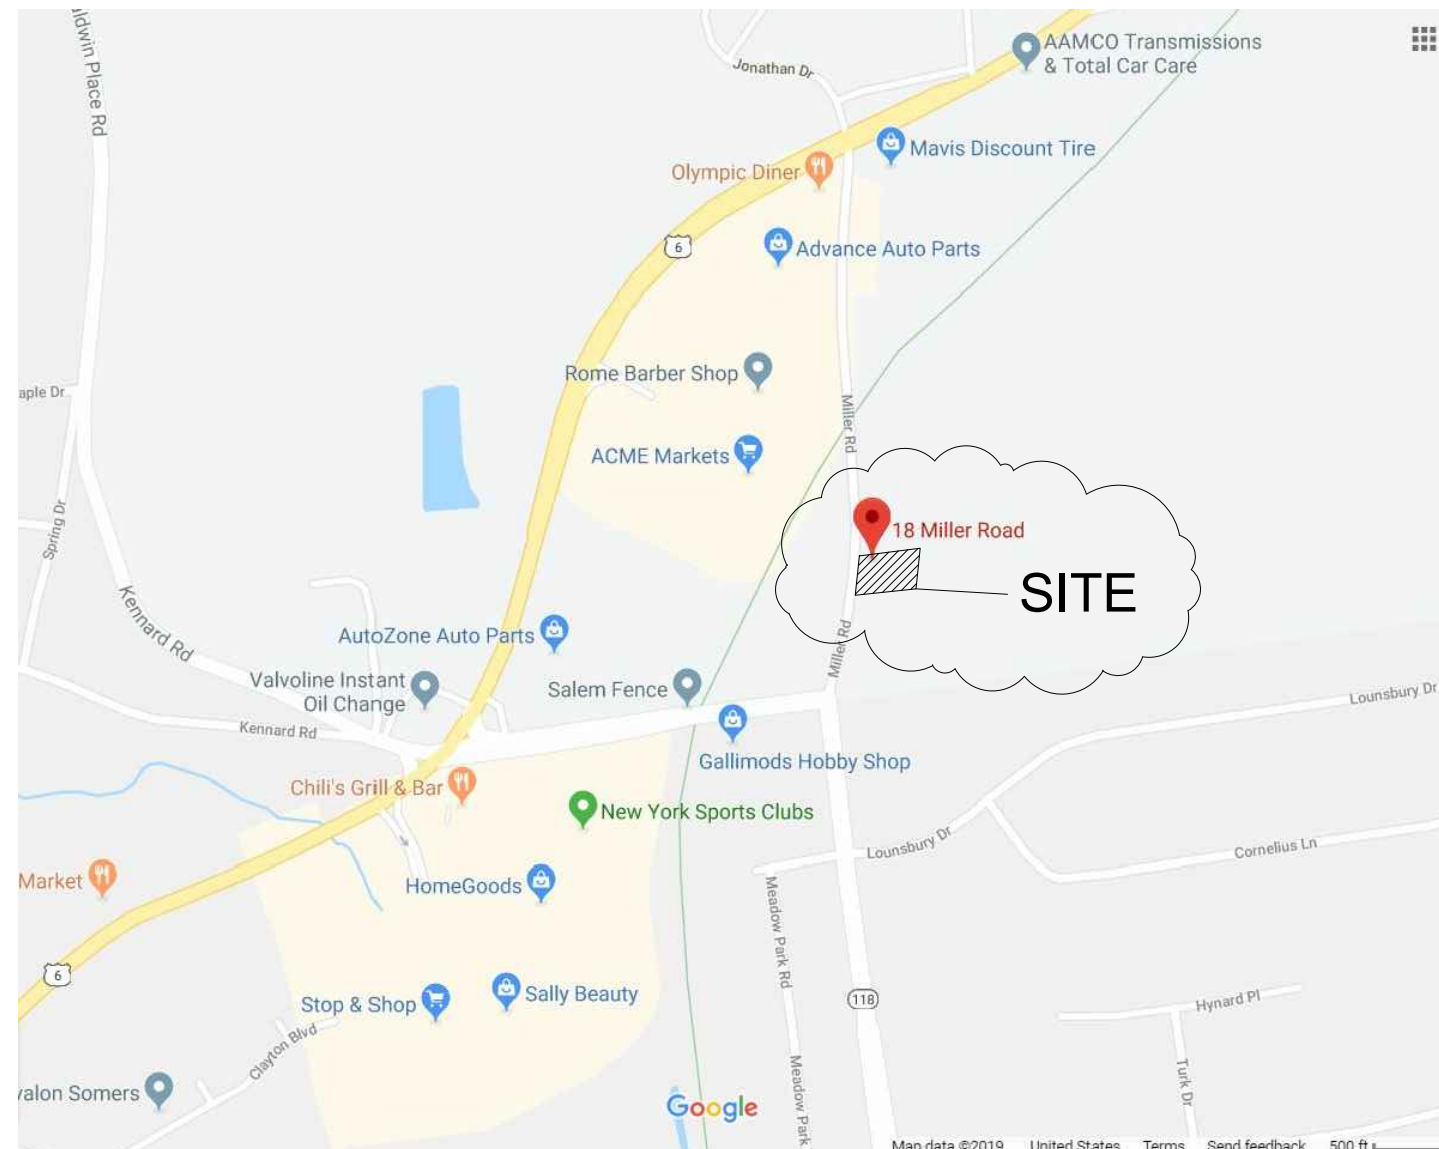 AAMCO Transmissions
& Total Car Care
Jonathan Dr
Mavis Discount Tire
Olympic Diner
6
Advance Auto Parts
Place Rd
Rome Barber Shop
Miller Rd
ACME Markets
18 Miller Road
SITE
Spring Dr
Kennard Rd
AutoZone Auto Parts
Miller Rd
Valvoline Instant
Oil Change
Salem Fence
Lounsbury Dr
Kennard Rd
Gallimods Hobby Shop
Chili's Grill & Bar
New York Sports Clubs
Lounsbury Dr
Cornelius Ln
Market
HomeGoods
Meadow Park Rd
6
Stop & Shop
Sally Beauty
118
Hynard Pl
Clayton Blvd
Turk Dr
Somers
Meadow Park
Google
Map data ©2019 United States Terms Send feedback 500 ft